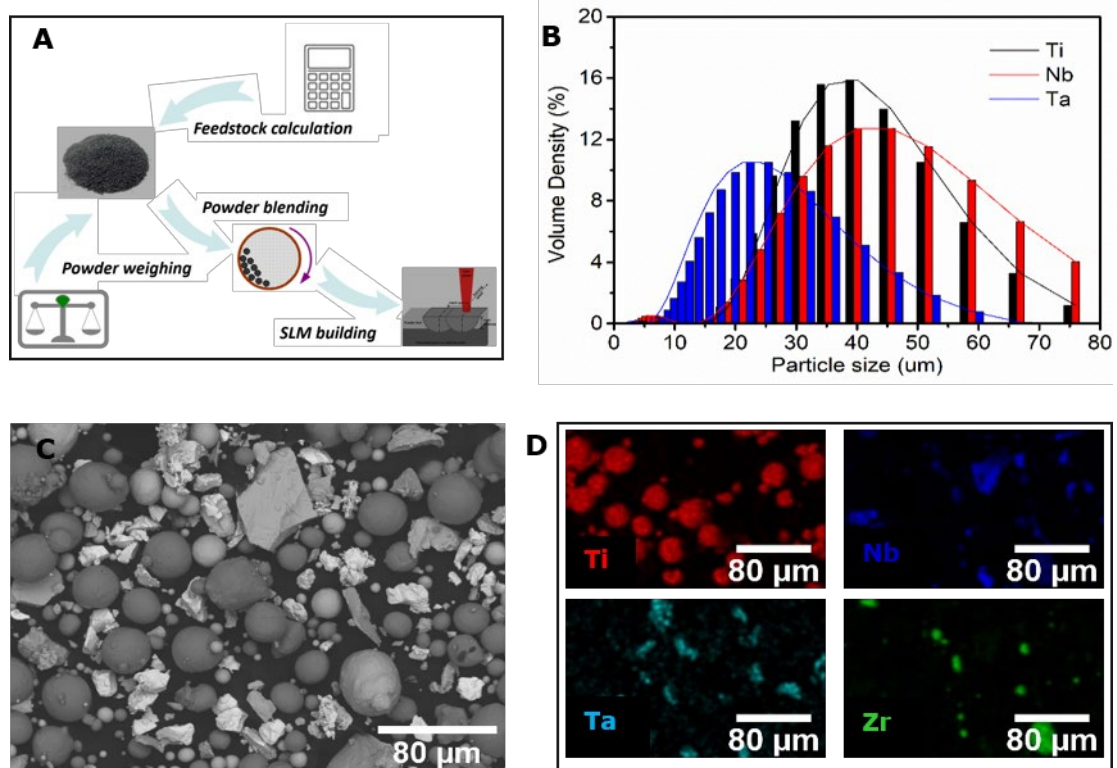 A
Feedstock calculation
Powder blending
Powder weighing
SLM building
B
20
16
12
8
4
0
Volume Density (%)
Ti
Nb
Ta
0 10 20 30 40 50 60 70 80
Particle size (um)
C
80 μm
D
Ti
80 μm
Nb
80 μm
Ta
80 μm
Zr
80 μm